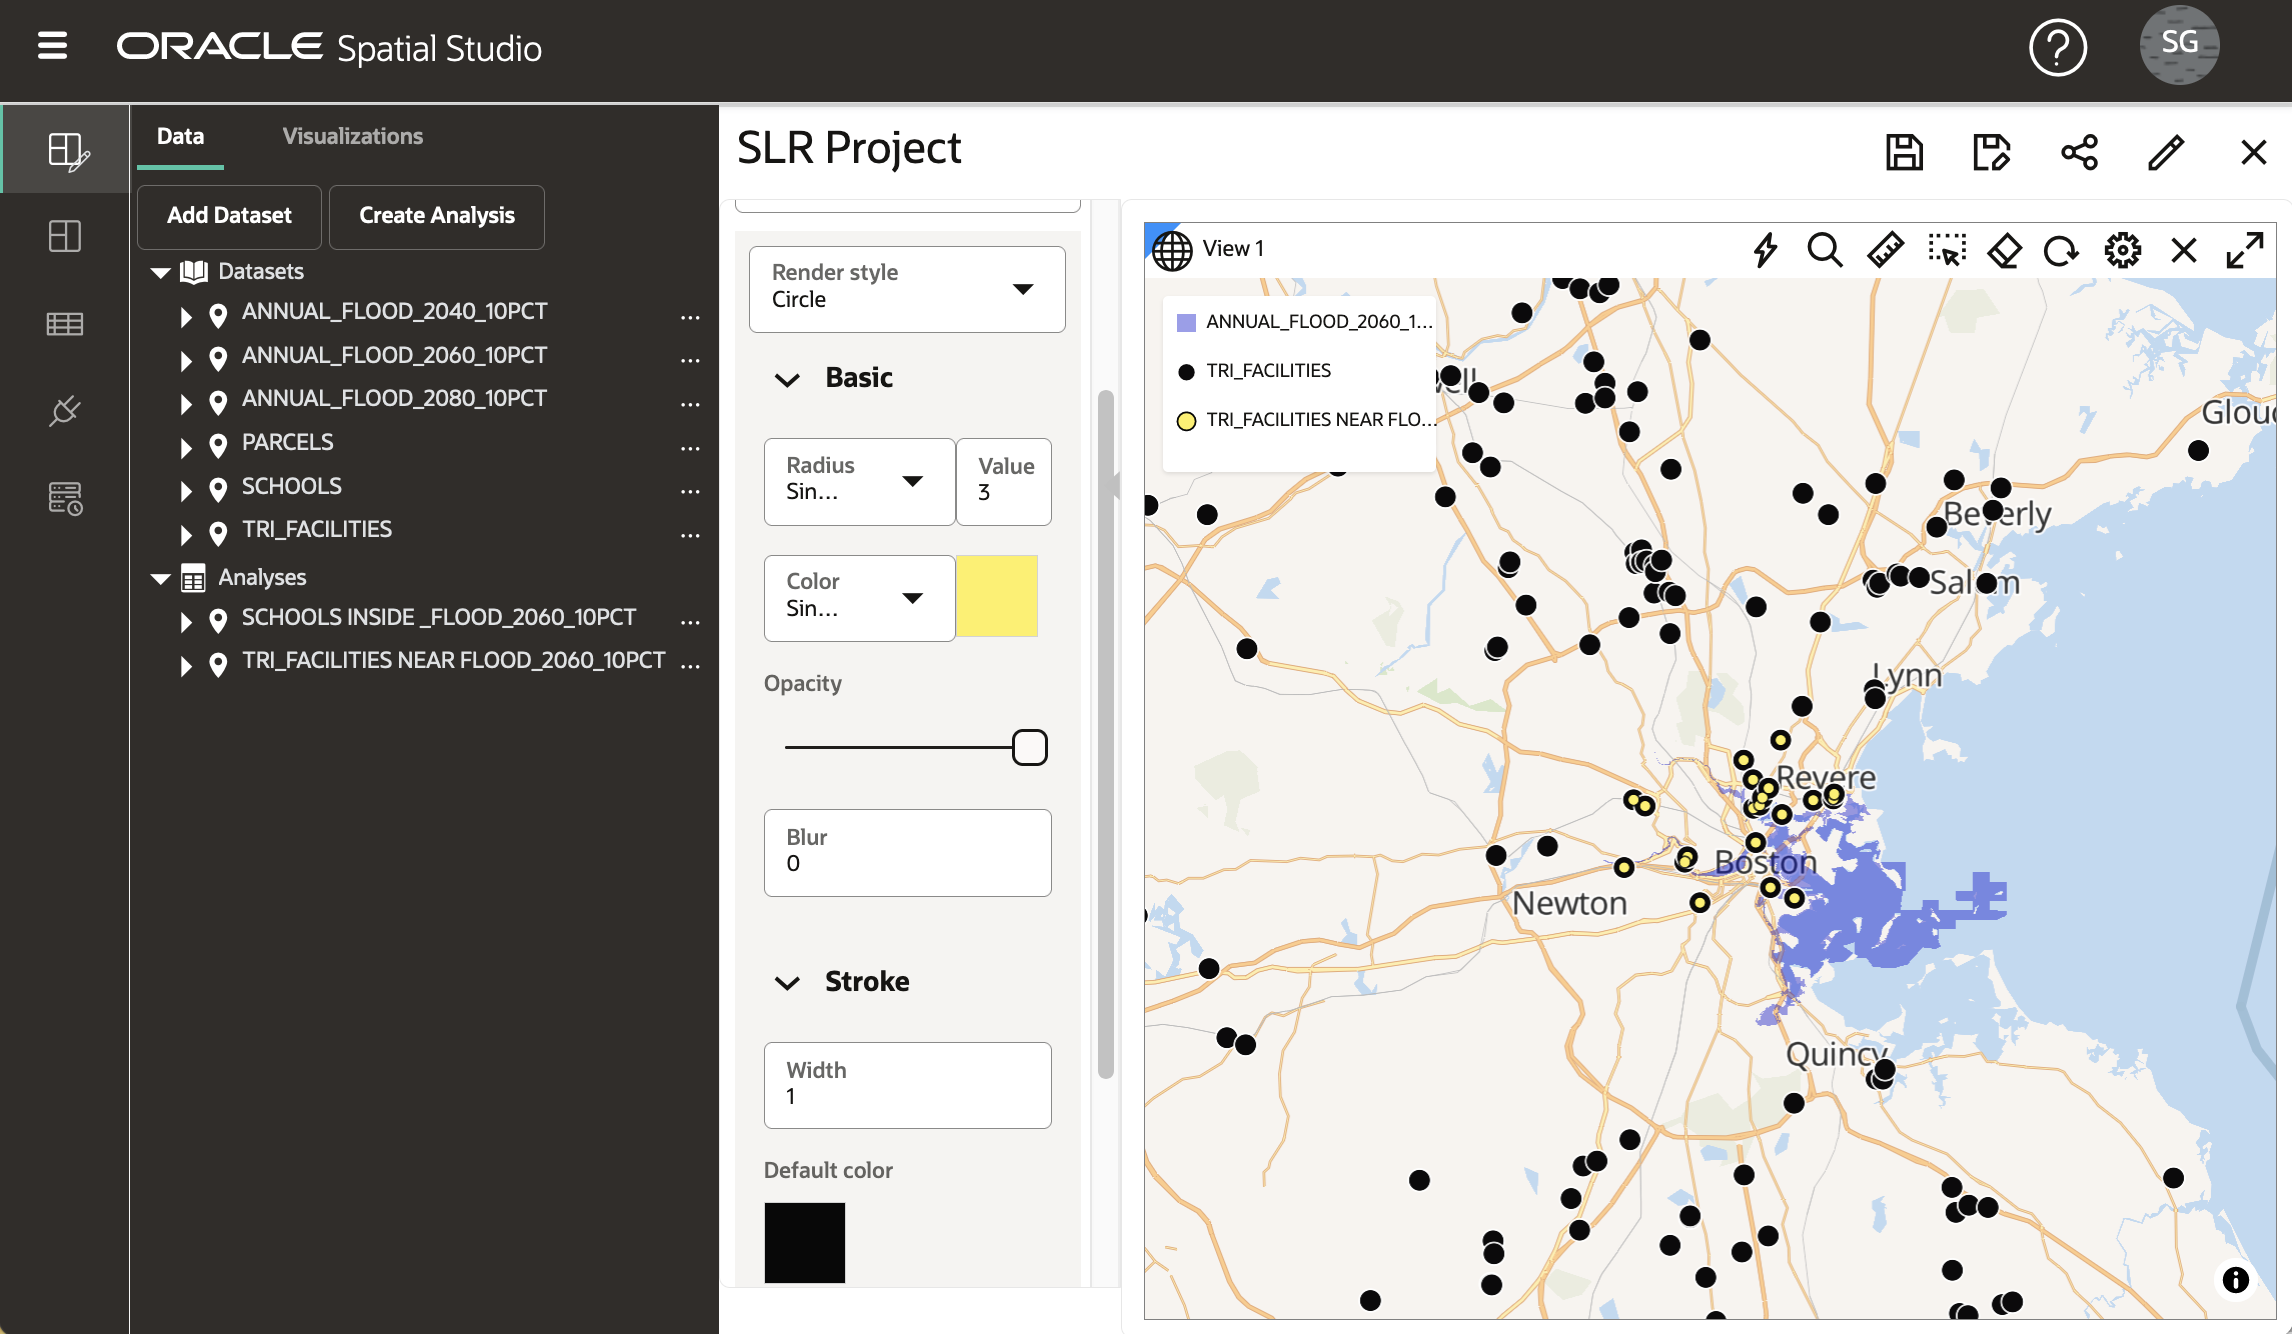 ORACLE Spatial Studio
SG
Data
Visualizations
Add Dataset
Create Analysis
Datasets
ANNUAL_FLOOD_2040_10PCT
ANNUAL_FLOOD_2060_10PCT
ANNUAL_FLOOD_2080_10PCT
PARCELS
SCHOOLS
TRI_FACILITIES
Analyses
SCHOOLS INSIDE _FLOOD_2060_10PCT
TRI_FACILITIES NEAR FLOOD_2060_10PCT
SLR Project
Render style
Circle
Basic
Radius
Sin...
Value
3
Color
Sin...
Opacity
Blur
0
Stroke
Width
1
Default color
View 1
ANNUAL_FLOOD_2060_1...
TRI_FACILITIES
TRI_FACILITIES NEAR FLO...
Glouc
Beverly
Salem
Lynn
Revere
Boston
Newton
Quincy